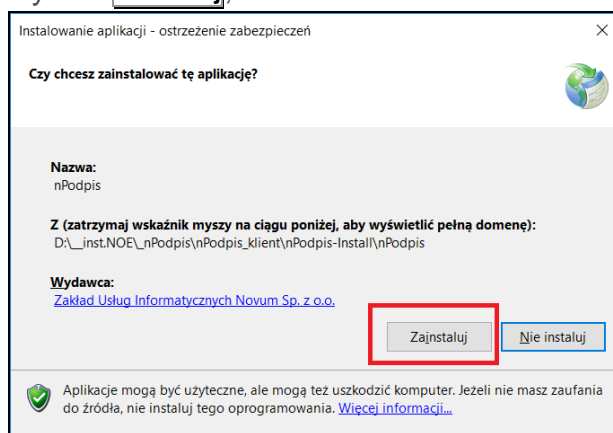 Instalowanie aplikacji - ostrzeżenie zabezpieczeń
Czy chcesz zainstalować tę aplikację?
Nazwa:
nPodpis
Z (zatrzymaj wskaźnik myszy na ciągu poniżej, aby wyświetlić pełną domenę):
D:\__inst.NOE\_nPodpis\nPodpis_klient\nPodpis-Install\nPodpis
Wydawca:
Zakład Usług Informatycznych Novum Sp. z o.o.
Zainstaluj Nie instaluj
Aplikacje mogą być użyteczne, ale mogą też uszkodzić komputer. Jeżeli nie masz zaufania
do źródła, nie instaluj tego oprogramowania. Więcej informacji...